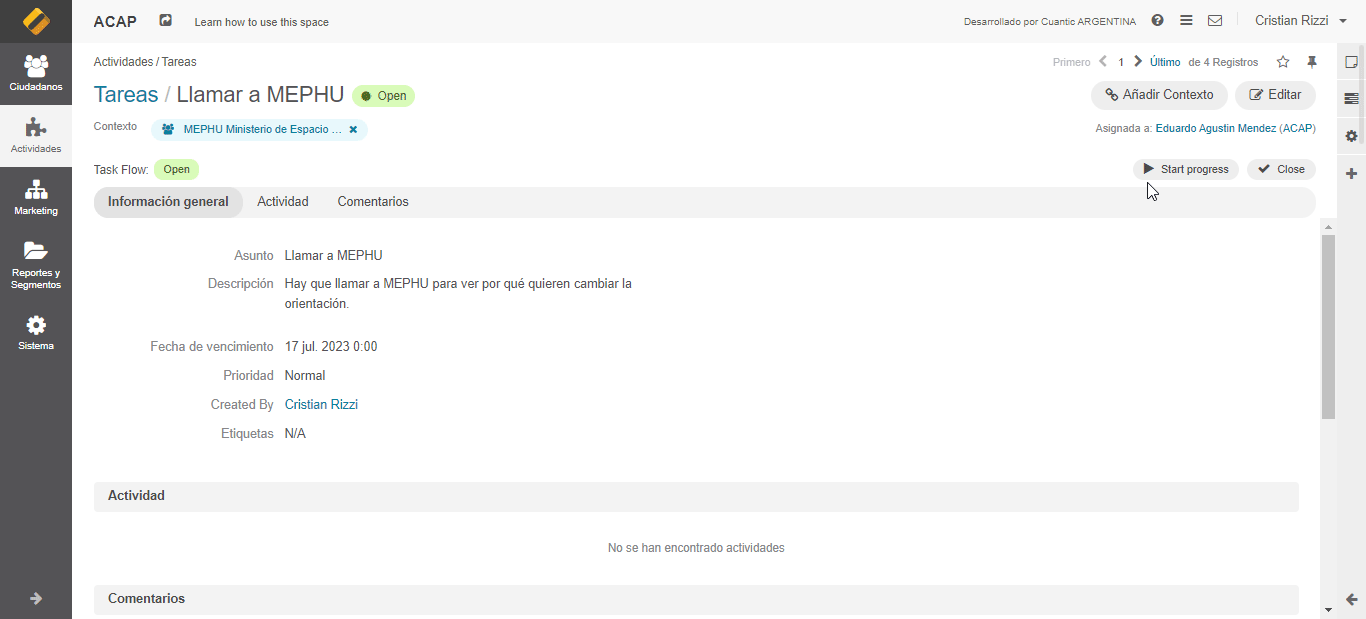 ACAP
Learn how to use this space
Desarrollado por Cuantic ARGENTINA
Cristian Rizzi
Ciudadanos
Actividades
Marketing
Reportes y
Segmentos
Sistema
Actividades / Tareas
Primero 1 Último de 4 Registros
Tareas / Llamar a MEPHU
Open
Añadir Contexto
Editar
Contexto
MEPHU Ministerio de Espacio ...
Asignada a: Eduardo Agustin Mendez (ACAP)
Task Flow: Open
Start progress
Close
Información general
Actividad
Comentarios
Asunto Llamar a MEPHU
Descripción Hay que llamar a MEPHU para ver por qué quieren cambiar la
orientación.
Fecha de vencimiento 17 jul. 2023 0:00
Prioridad Normal
Created By Cristian Rizzi
Etiquetas N/A
Actividad
No se han encontrado actividades
Comentarios